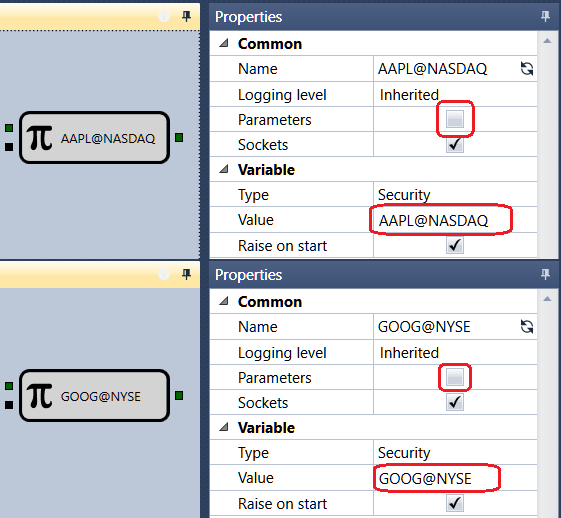 Properties
Common
Name AAPL@NASDAQ
Logging level Inherited
Parameters
Sockets
Variable
Type Security
Value AAPL@NASDAQ
Raise on start
π AAPL@NASDAQ
Properties
Common
Name GOOG@NYSE
Logging level Inherited
Parameters
Sockets
Variable
Type Security
Value GOOG@NYSE
Raise on start
π GOOG@NYSE